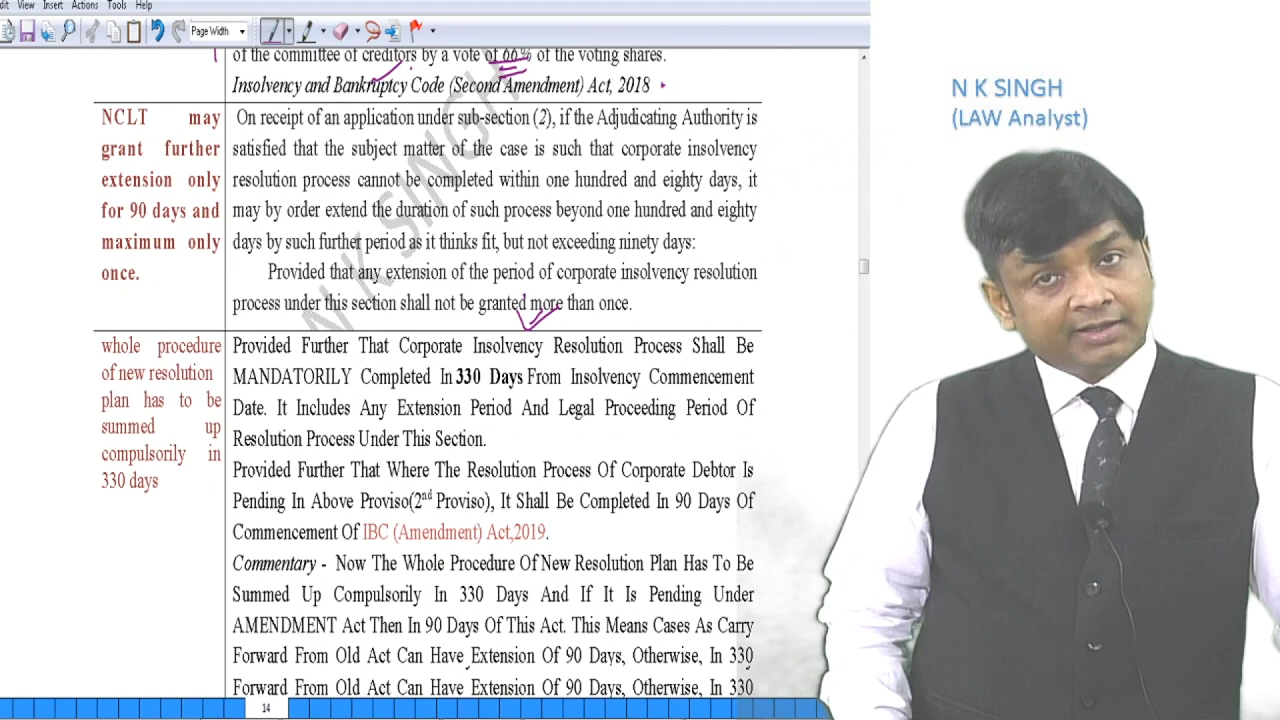 dit View Insert Actions Tools Help
Page Width
of the committee of creditors by a vote of 66% of the voting shares.
Insolvency and Bankruptcy Code (Second Amendment) Act, 2018
NCLT may
grant further
extension only
for 90 days and
maximum only
once.
On receipt of an application under sub-section (2), if the Adjudicating Authority is
satisfied that the subject matter of the case is such that corporate insolvency
resolution process cannot be completed within one hundred and eighty days, it
may by order extend the duration of such process beyond one hundred and eighty
days by such further period as it thinks fit, but not exceeding ninety days:
Provided that any extension of the period of corporate insolvency resolution
process under this section shall not be granted more than once.
whole procedure
of new resolution
plan has to be
summed up
compulsorily in
330 days
Provided Further That Corporate Insolvency Resolution Process Shall Be
MANDATORILY Completed In 330 Days From Insolvency Commencement
Date. It Includes Any Extension Period And Legal Proceeding Period Of
Resolution Process Under This Section.
Provided Further That Where The Resolution Process Of Corporate Debtor Is
Pending In Above Proviso(2nd Proviso), It Shall Be Completed In 90 Days Of
Commencement Of IBC (Amendment) Act,2019.
Commentary - Now The Whole Procedure Of New Resolution Plan Has To Be
Summed Up Compulsorily In 330 Days And If It Is Pending Under
AMENDMENT Act Then In 90 Days Of This Act. This Means Cases As Carry
Forward From Old Act Can Have Extension Of 90 Days, Otherwise, In 330
Forward From Old Act Can Have Extension Of 90 Days, Otherwise, In 330
14
N K SINGH
N K SINGH
(LAW Analyst)